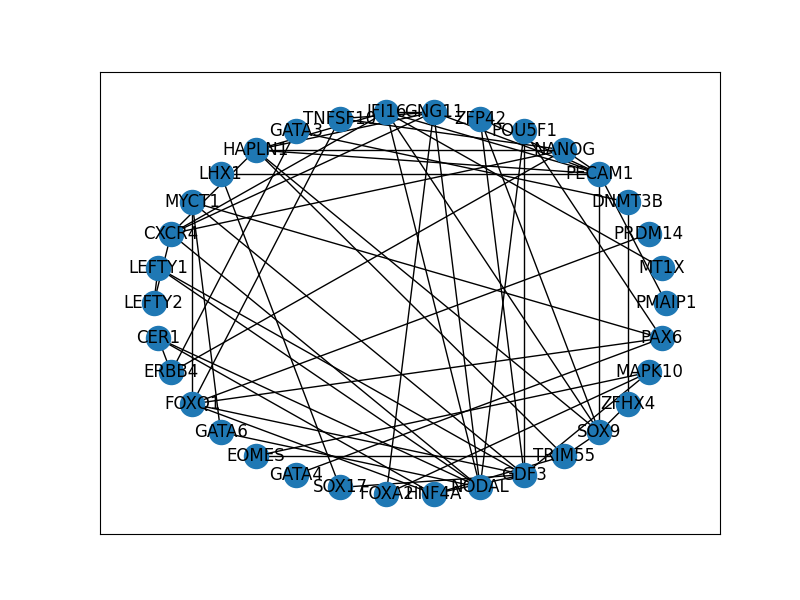 IFI16
GNG11
TNFSF10
ZFP42
GATA3
POU5F1
HAPLN1
NANOG
LHX1
PECAM1
MYCT1
DNMT3B
CXCR4
PRDM14
LEFTY1
MT1X
LEFTY2
PMAIP1
CER1
PAX6
ERBB4
MAPK10
FOXO1
ZFHX4
GATA6
SOX9
EOMES
TRIM55
GATA4
GDF3
SOX17
NODAL
FOXA2
HNF4A